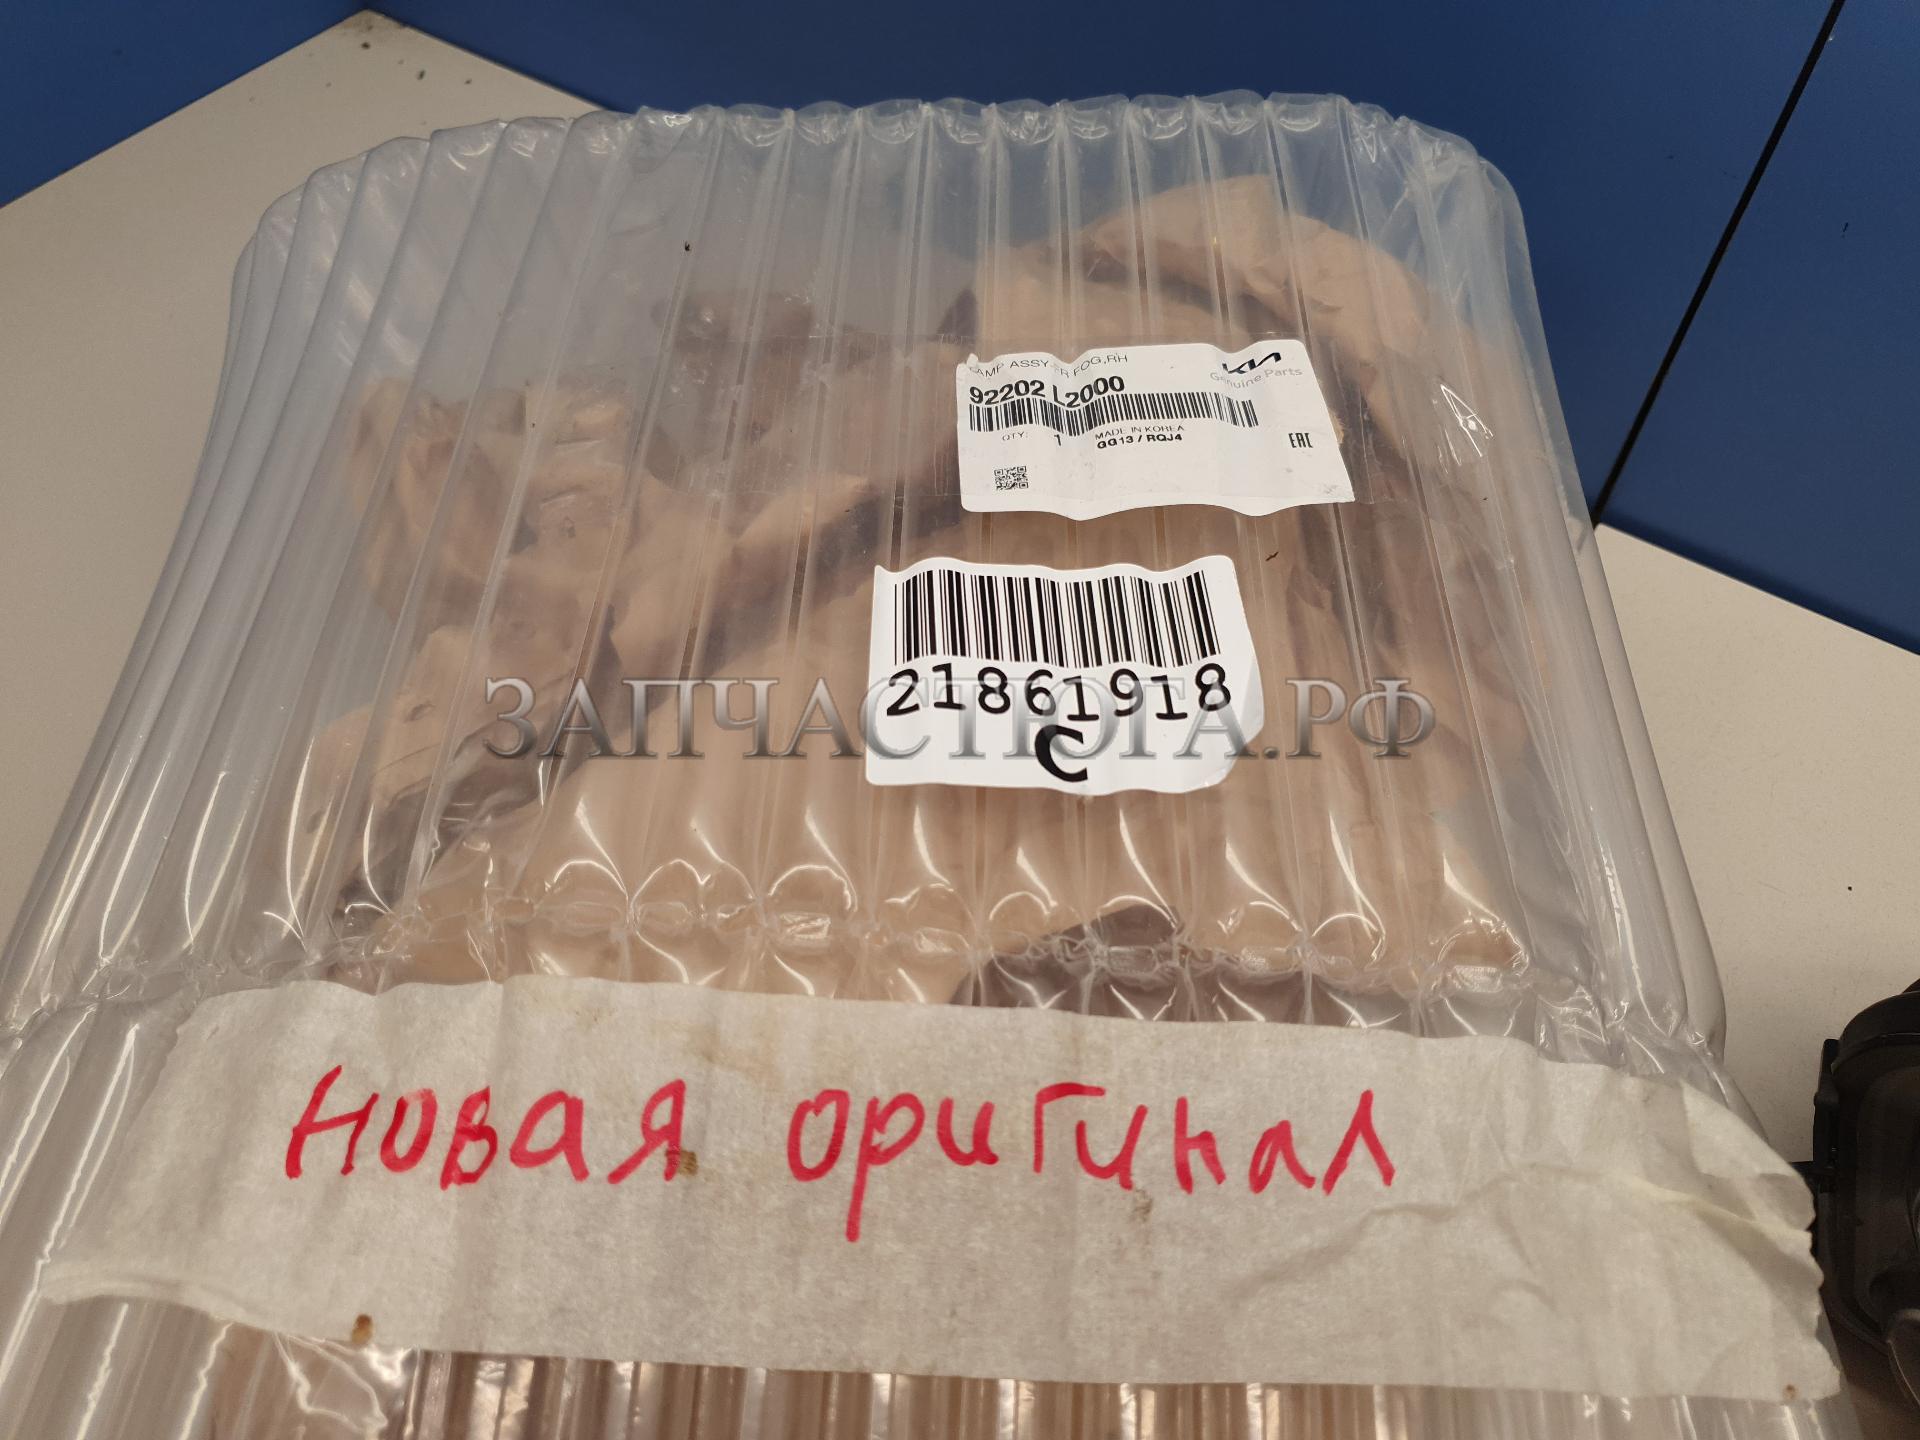 LAMP ASSY-FR FOG,RH
KIA
Genuine Parts
92202 L2000
QTY: 1
MADE IN KOREA
GG13 / RQJ4
EAC
21861918
C
ЗАПЧАСТЮГА.РФ
Новая оригинал